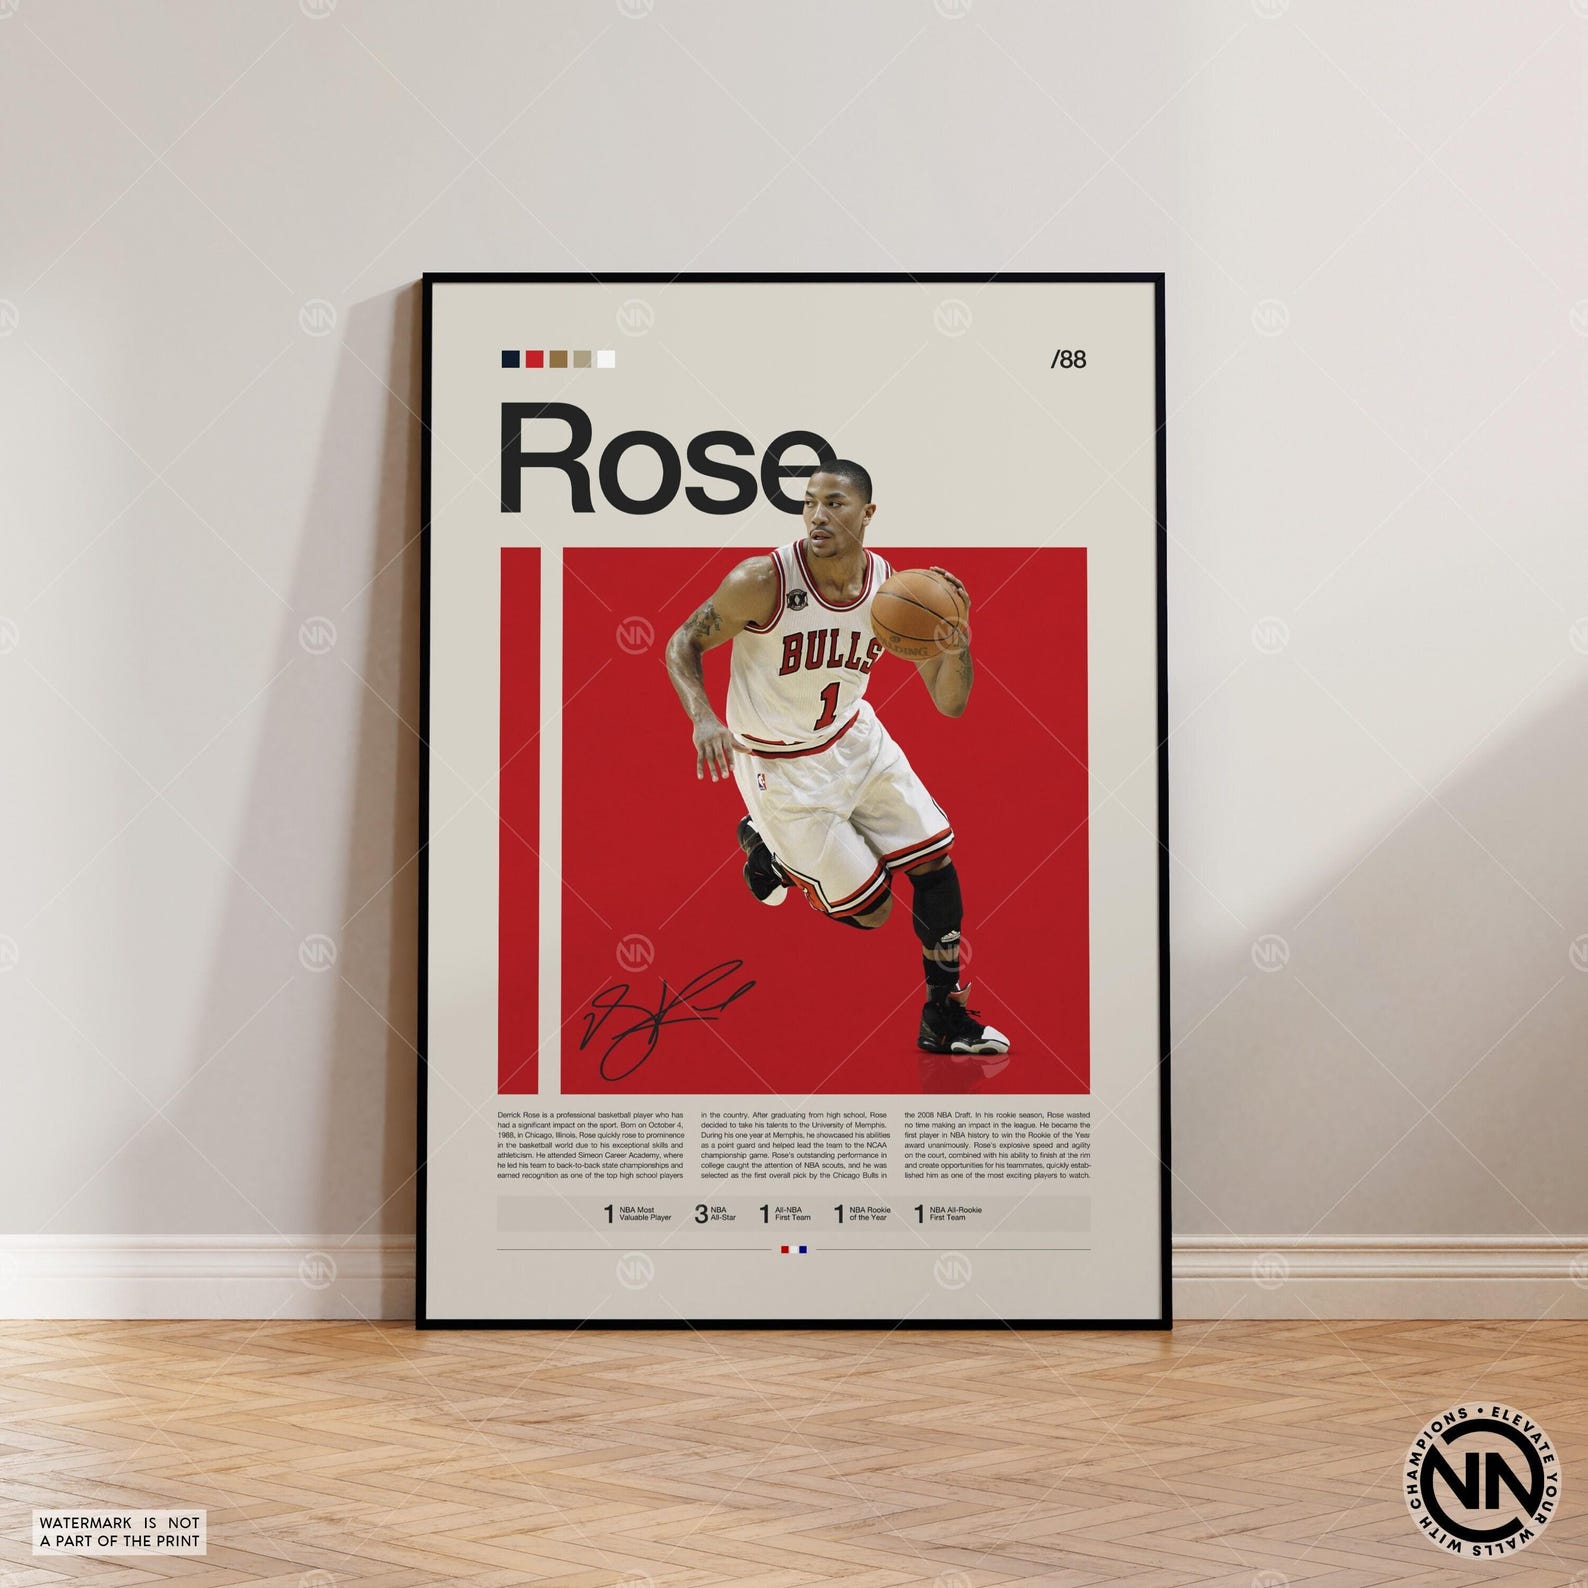 /88
Rose
BULLS
1
SPALDING
Derrick Rose is a professional basketball player who has
had a significant impact on the sport. Born on October 4,
1988, in Chicago, Illinois, Rose quickly rose to prominence
in the basketball world due to his exceptional skills and
athleticism. He attended Simeon Career Academy, where
he led his team to back-to-back state championships and
earned recognition as one of the top high school players
in the country. After graduating from high school, Rose
decided to take his talents to the University of Memphis.
During his one year at Memphis, he showcased his abilities
as a point guard and helped lead the team to the NCAA
championship game. Rose's outstanding performance in
college caught the attention of NBA scouts, and he was
selected as the first overall pick by the Chicago Bulls in
the 2008 NBA Draft. In his rookie season, Rose wasted
no time making an impact in the league. He became the
first player in NBA history to win the Rookie of the Year
award unanimously. Rose's explosive speed and agility
on the court, combined with his ability to finish at the rim
and create opportunities for his teammates, quickly estab-
lished him as one of the most exciting players to watch.
1 NBA Most
Valuable Player
3 NBA
All-Star
1 All-NBA
First Team
1 NBA Rookie
of the Year
1 NBA All-Rookie
First Team
WATERMARK IS NOT
A PART OF THE PRINT
ELEVATE YOUR WALLS WITH CHAMPIONS •
NN